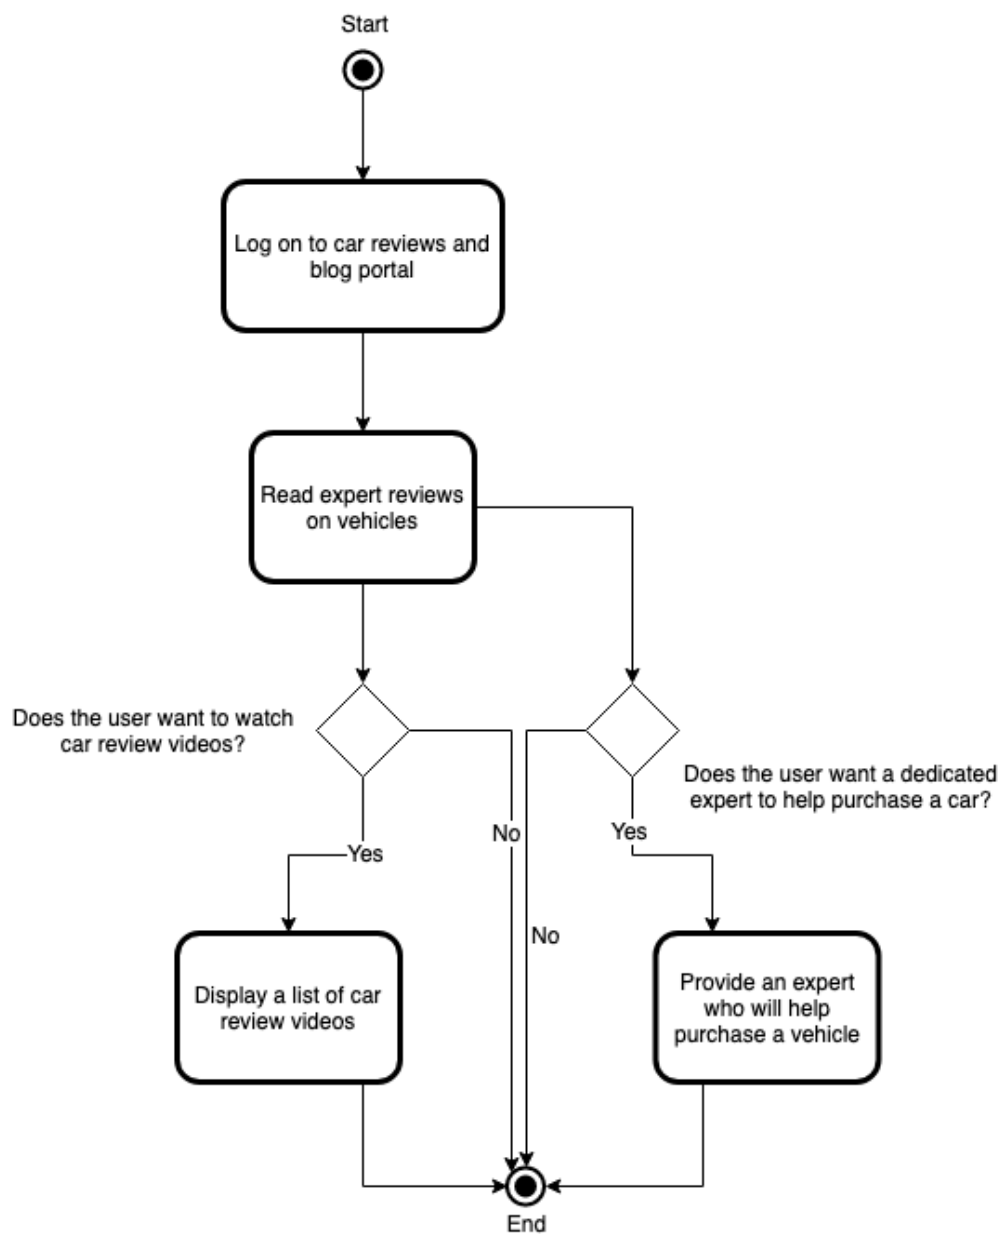 Start
Log on to car reviews and
blog portal
Read expert reviews
on vehicles
Does the user want to watch
car review videos?
Does the user want a dedicated
expert to help purchase a car?
No
Yes
Yes
No
Display a list of car
review videos
Provide an expert
who will help
purchase a vehicle
End